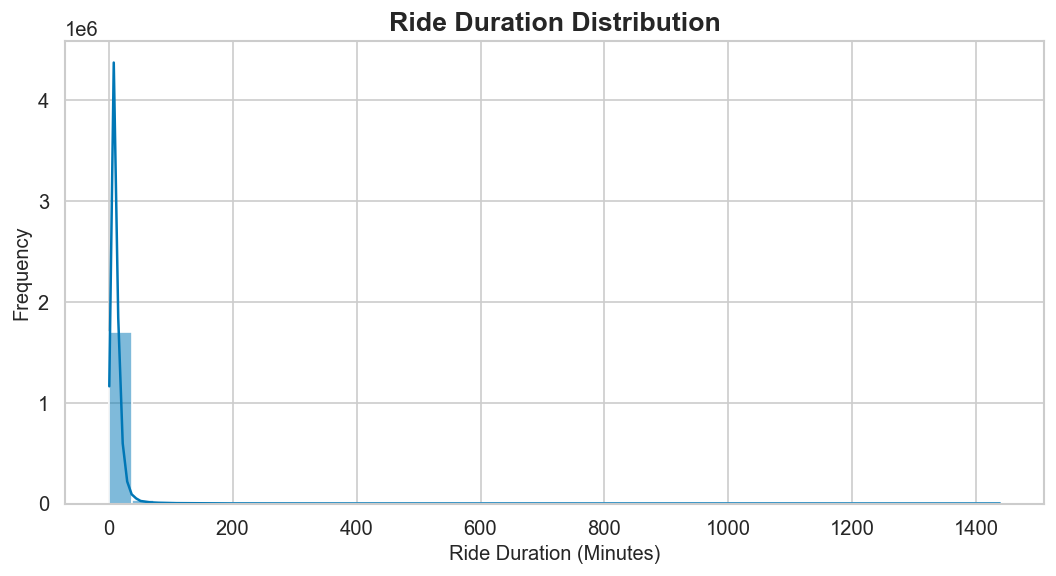 Ride Duration Distribution
1e6
4
3
2
1
0
Frequency
0 200 400 600 800 1000 1200 1400
Ride Duration (Minutes)